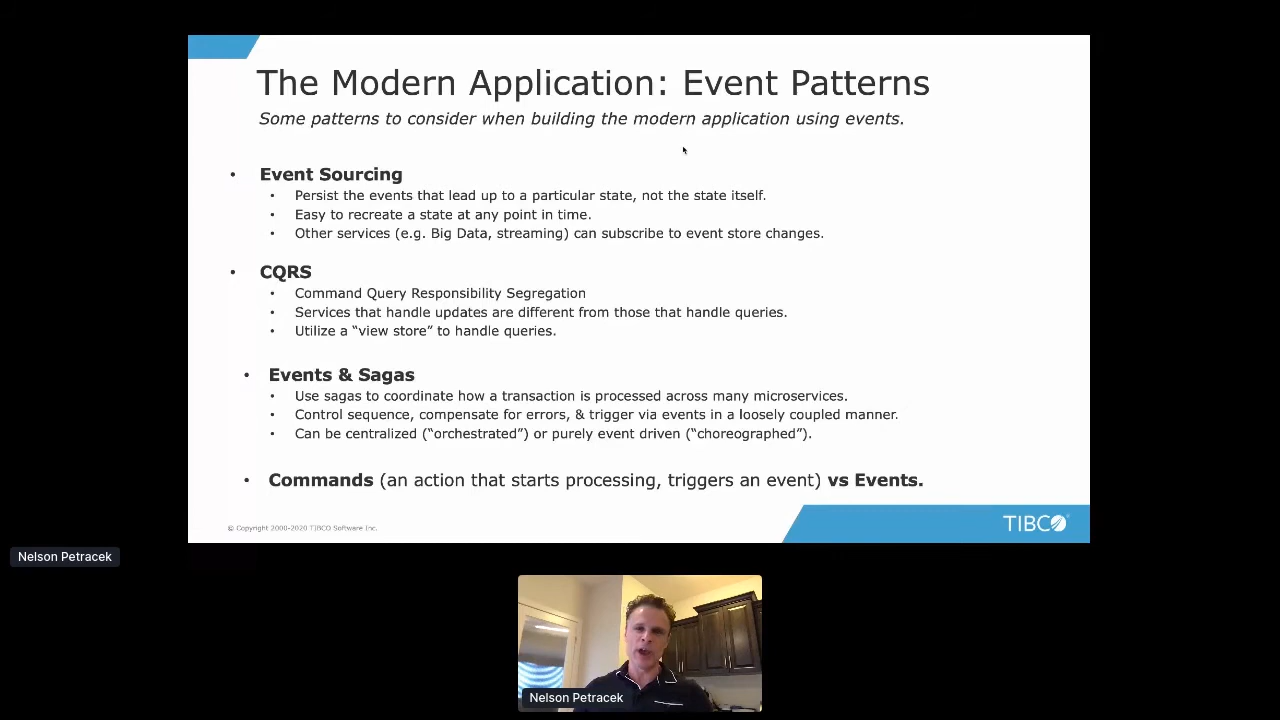 The Modern Application: Event Patterns
Some patterns to consider when building the modern application using events.
• Event Sourcing
• Persist the events that lead up to a particular state, not the state itself.
• Easy to recreate a state at any point in time.
• Other services (e.g. Big Data, streaming) can subscribe to event store changes.
• CQRS
• Command Query Responsibility Segregation
• Services that handle updates are different from those that handle queries.
• Utilize a “view store” to handle queries.
• Events & Sagas
• Use sagas to coordinate how a transaction is processed across many microservices.
• Control sequence, compensate for errors, & trigger via events in a loosely coupled manner.
• Can be centralized (“orchestrated”) or purely event driven (“choreographed”).
• Commands (an action that starts processing, triggers an event) vs Events.
© Copyright 2000-2020 TIBCO Software Inc.
TIBCO®
Nelson Petracek
Nelson Petracek